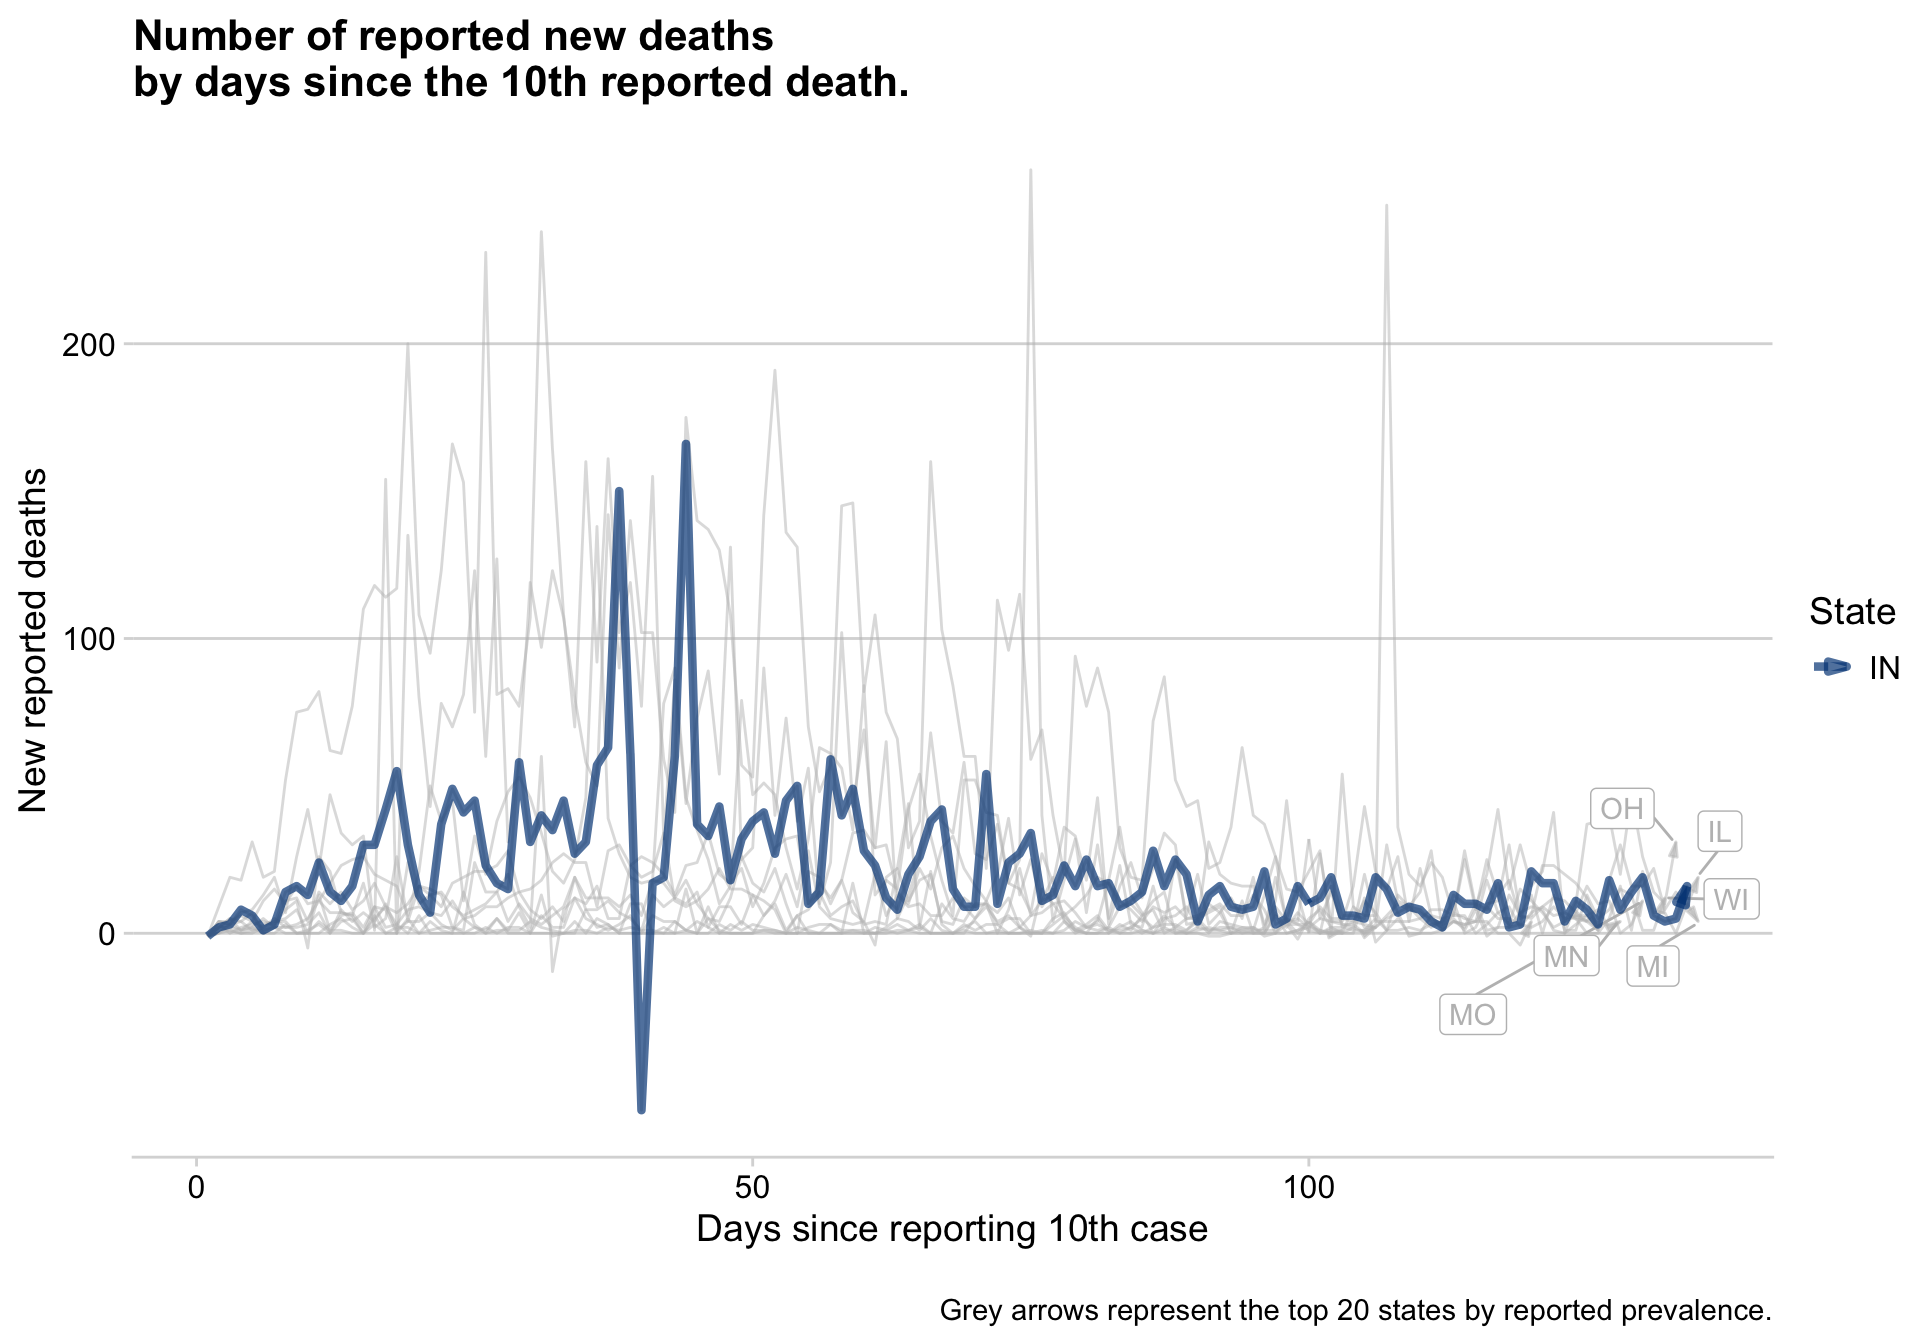 Number of reported new deaths
by days since the 10th reported death.
New reported deaths
200
100
0
OH
IL
WI
MN
MI
MO
State
IN
0
50
100
Days since reporting 10th case
Grey arrows represent the top 20 states by reported prevalence.